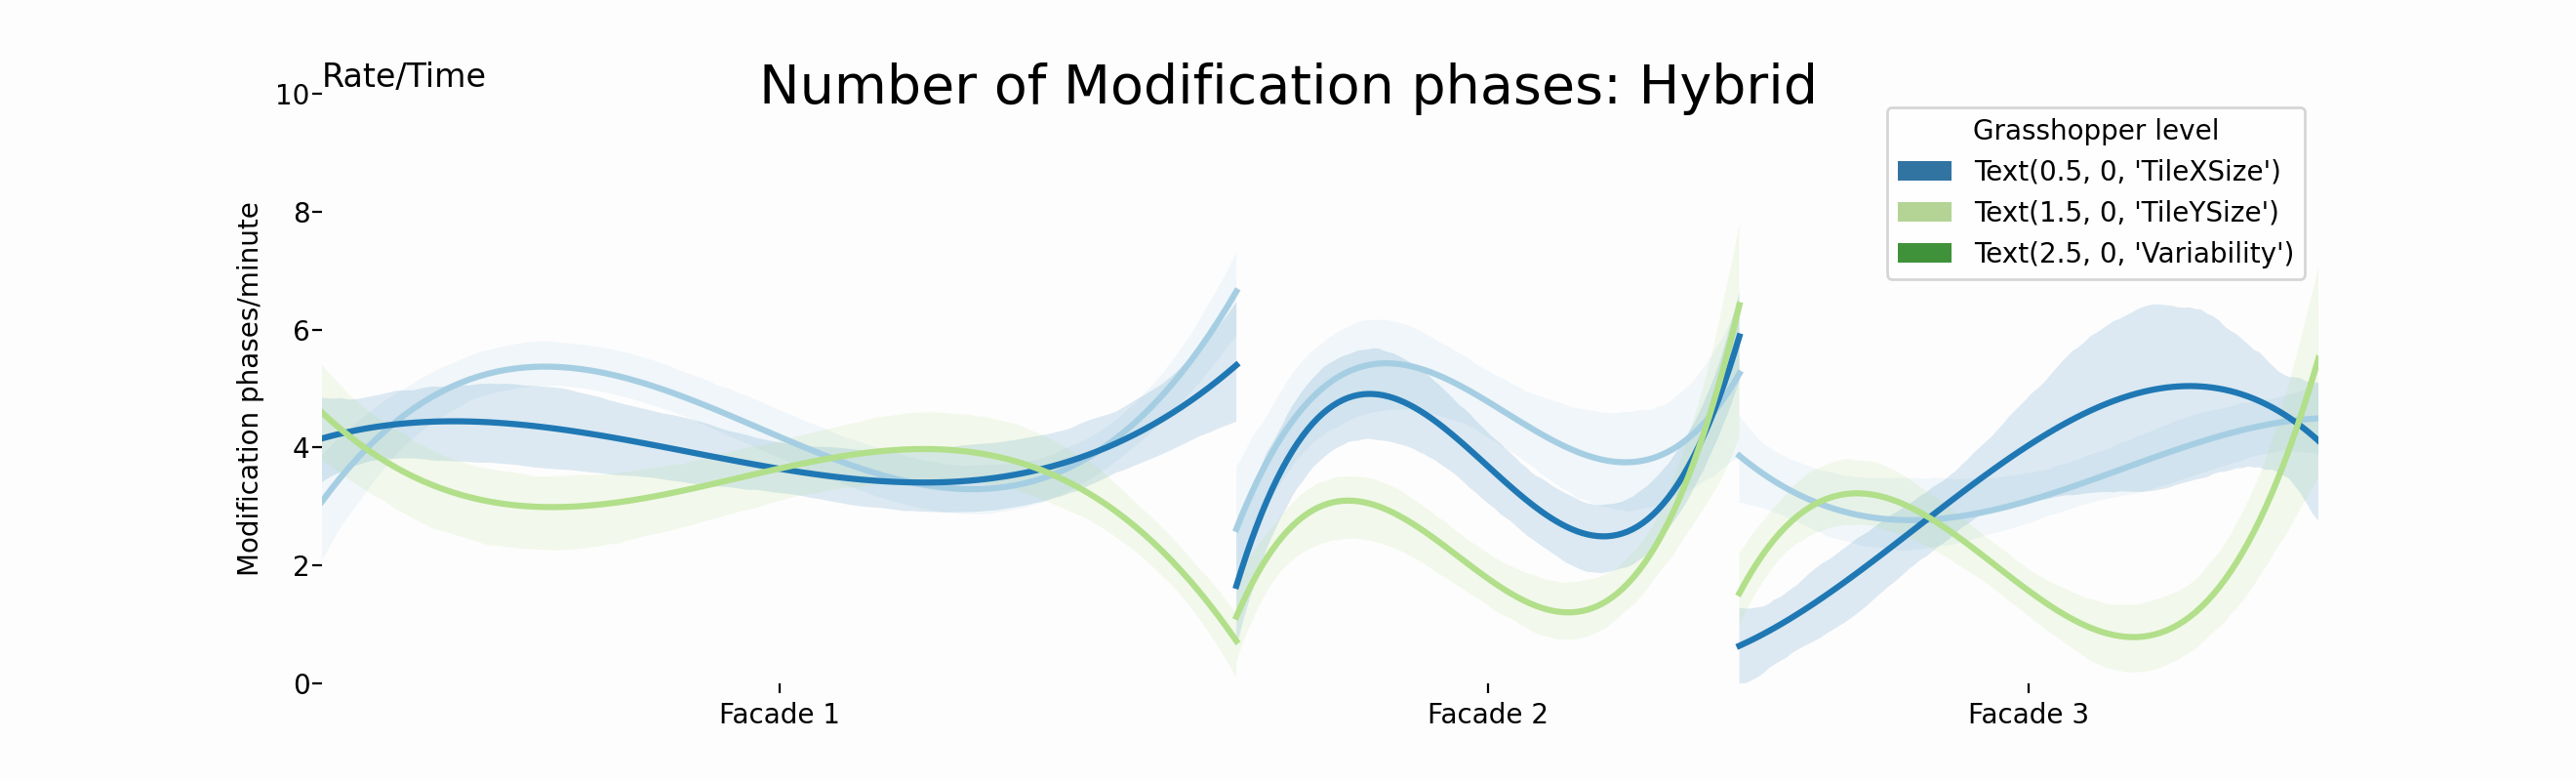 Rate/Time
Number of Modification phases: Hybrid
10
8
6
4
2
0
Modification phases/minute
Grasshopper level
Text(0.5, 0, 'TileXSize')
Text(1.5, 0, 'TileYSize')
Text(2.5, 0, 'Variability')
Facade 1
Facade 2
Facade 3